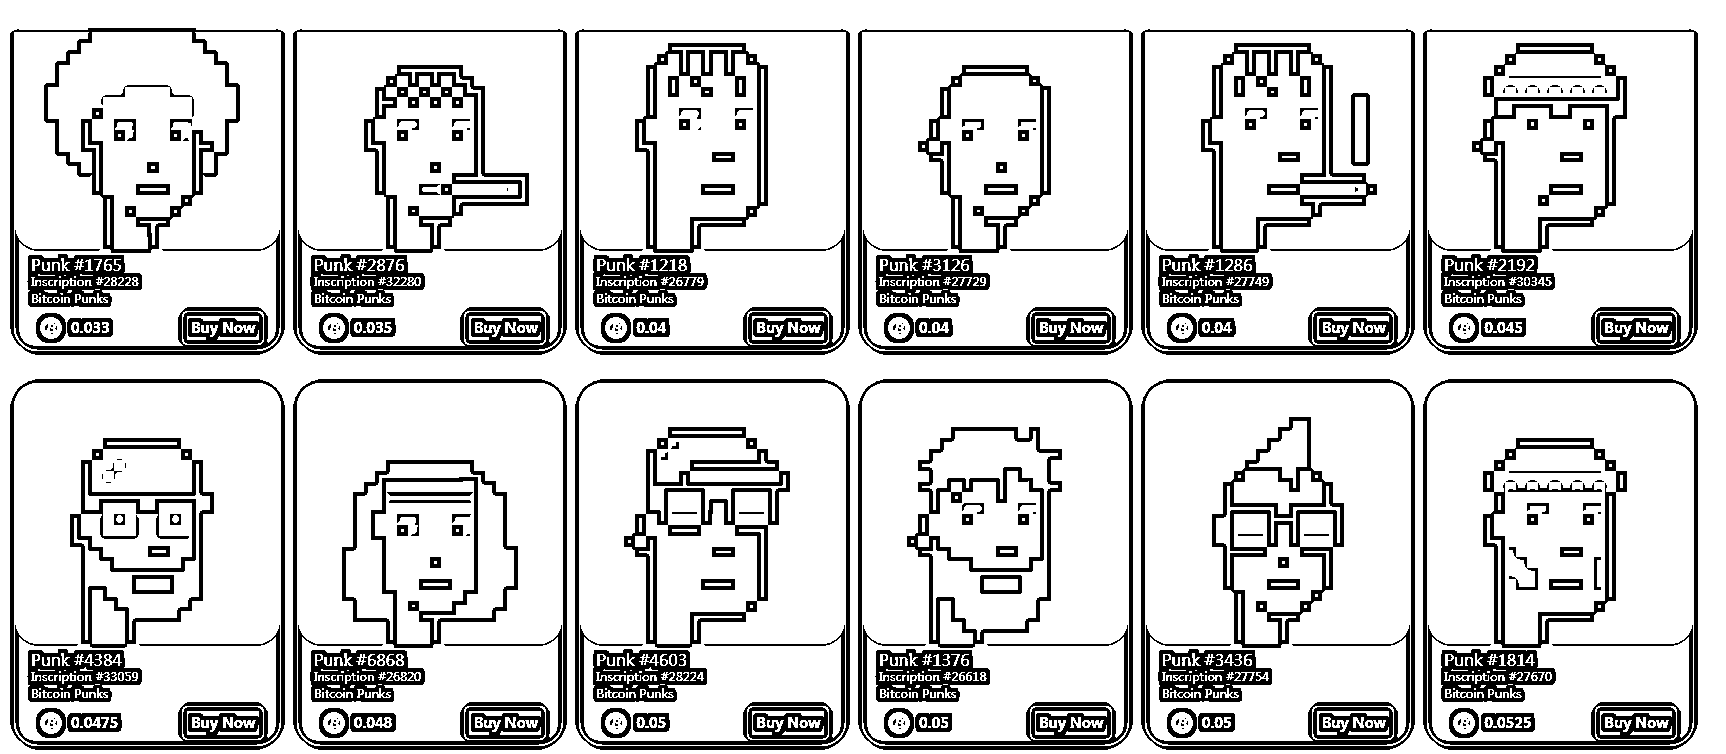 Punk #1765
Inscription #28228
Bitcoin Punks
0.033 Buy Now
Punk #2876
Inscription #32280
Bitcoin Punks
0.035 Buy Now
Punk #1218
Inscription #26779
Bitcoin Punks
0.04 Buy Now
Punk #3126
Inscription #27729
Bitcoin Punks
0.04 Buy Now
Punk #1286
Inscription #27749
Bitcoin Punks
0.04 Buy Now
Punk #2192
Inscription #30345
Bitcoin Punks
0.045 Buy Now
Punk #4384
Inscription #33059
Bitcoin Punks
0.0475 Buy Now
Punk #6868
Inscription #26820
Bitcoin Punks
0.048 Buy Now
Punk #4603
Inscription #28224
Bitcoin Punks
0.05 Buy Now
Punk #1376
Inscription #26618
Bitcoin Punks
0.05 Buy Now
Punk #3436
Inscription #27754
Bitcoin Punks
0.05 Buy Now
Punk #1814
Inscription #27670
Bitcoin Punks
0.0525 Buy Now